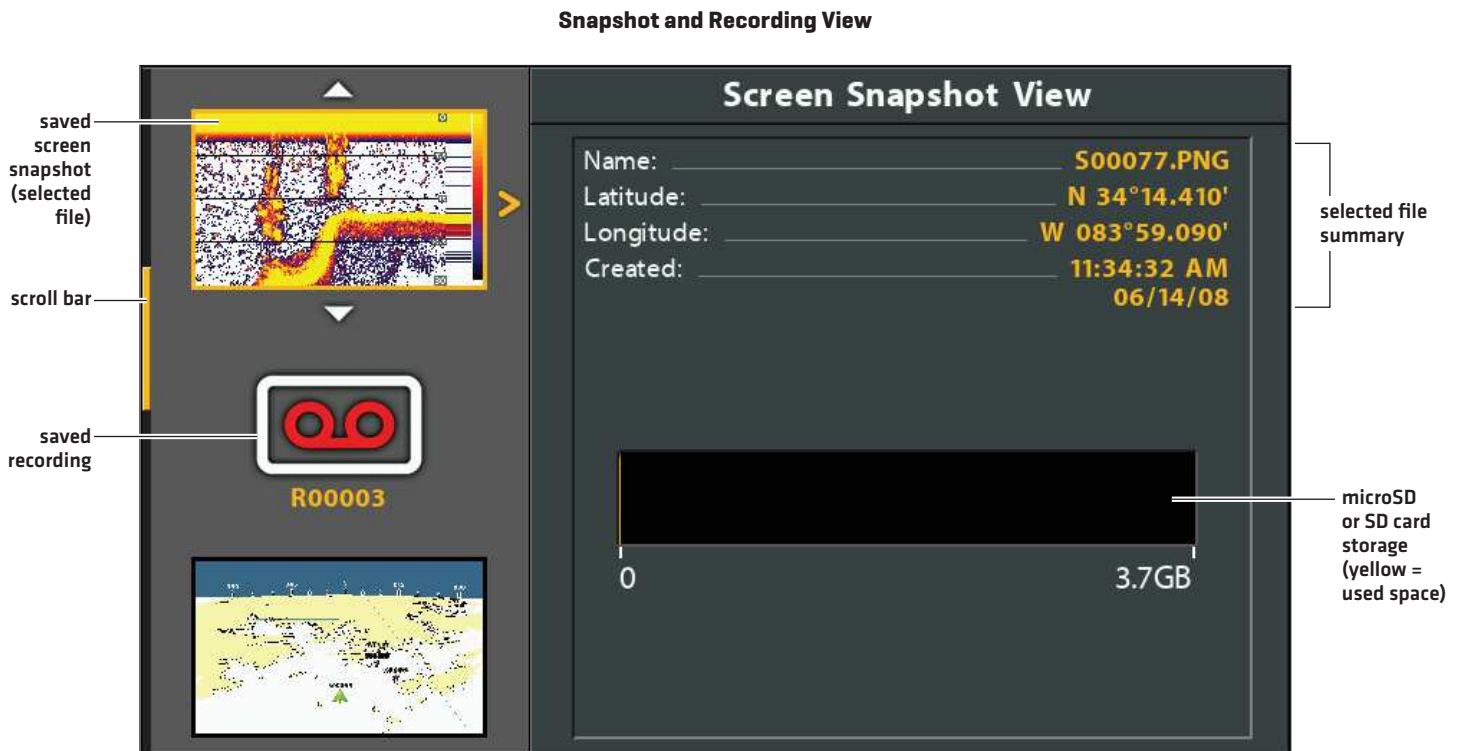 Snapshot and Recording View
saved
screen
snapshot
(selected
file)
scroll bar
saved
recording
R00003
Screen Snapshot View
Name: S00077.PNG
Latitude: N 34°14.410'
Longitude: W 083°59.090'
Created: 11:34:32 AM
06/14/08
selected file
summary
0 3.7GB
microSD
or SD card
storage
(yellow =
used space)